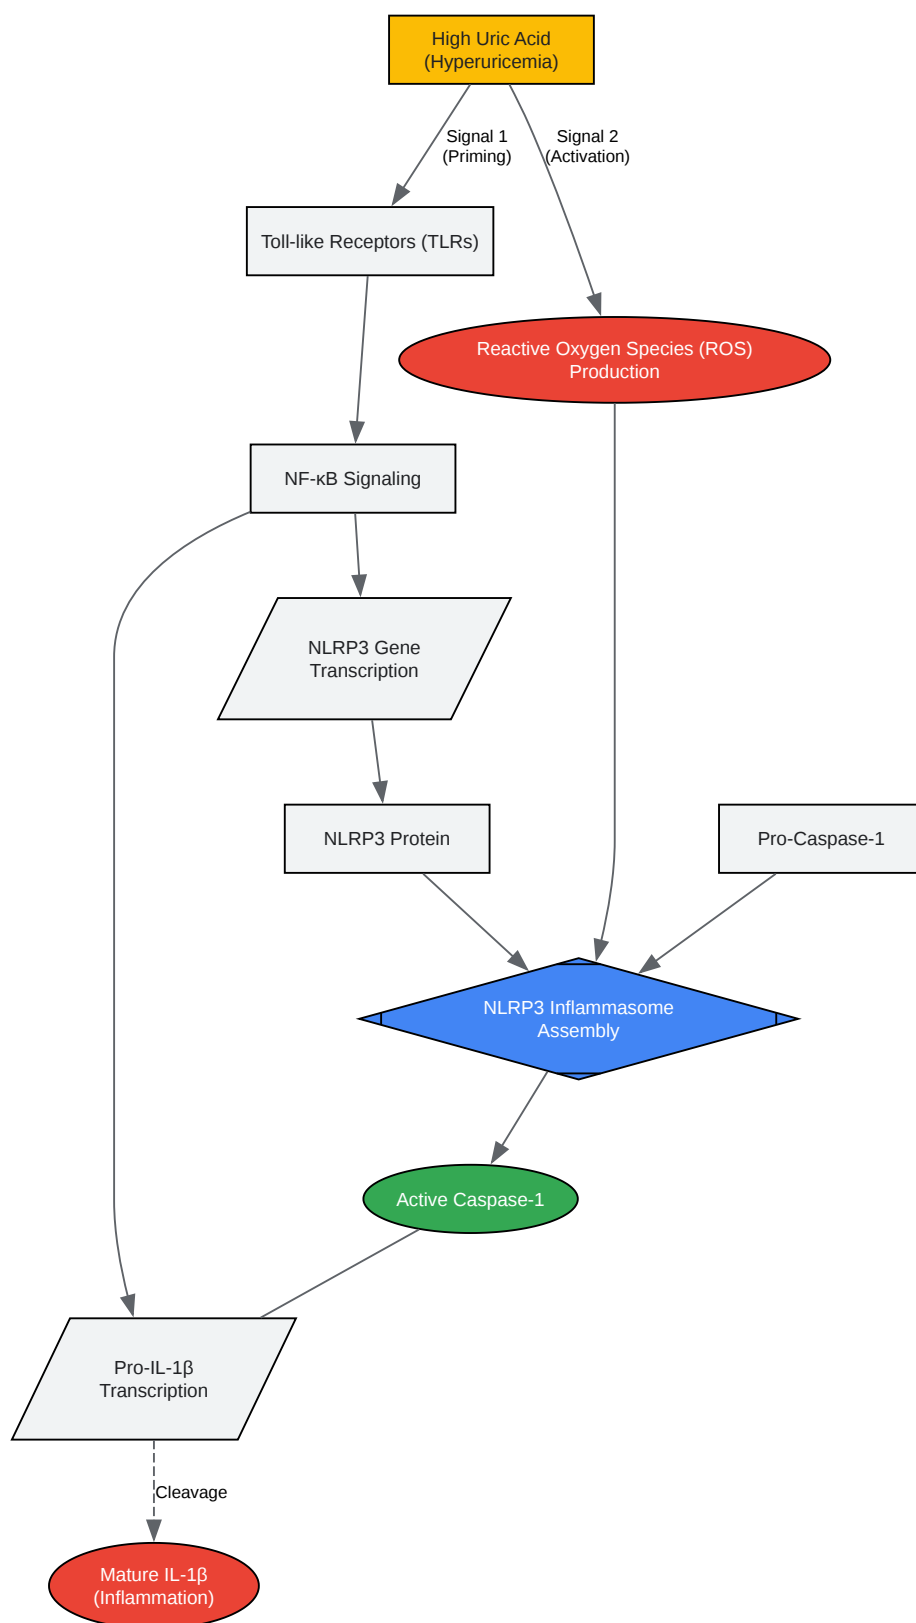 High Uric Acid
(Hyperuricemia)
Signal 1
(Priming)
Signal 2
(Activation)
Toll-like Receptors (TLRs)
Reactive Oxygen Species (ROS)
Production
NF-κB Signaling
NLRP3 Gene
Transcription
NLRP3 Protein
Pro-Caspase-1
NLRP3 Inflammasome
Assembly
Active Caspase-1
Pro-IL-1β
Transcription
Cleavage
Mature IL-1β
(Inflammation)